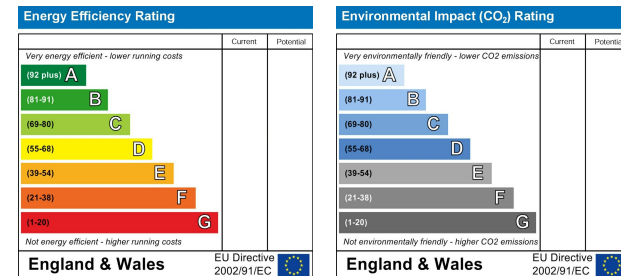 Energy Efficiency Rating
Current Potential
Very energy efficient - lower running costs
(92 plus) A
(81-91) B
(69-80) C
(55-68) D
(39-54) E
(21-38) F
(1-20) G
Not energy efficient - higher running costs
England & Wales
EU Directive
2002/91/EC
Environmental Impact (CO₂) Rating
Current Potentia
Very environmentally friendly - lower CO2 emissions
(92 plus) A
(81-91) B
(69-80) C
(55-68) D
(39-54) E
(21-38) F
(1-20) G
Not environmentally friendly - higher CO2 emissions
England & Wales
EU Directive
2002/91/EC